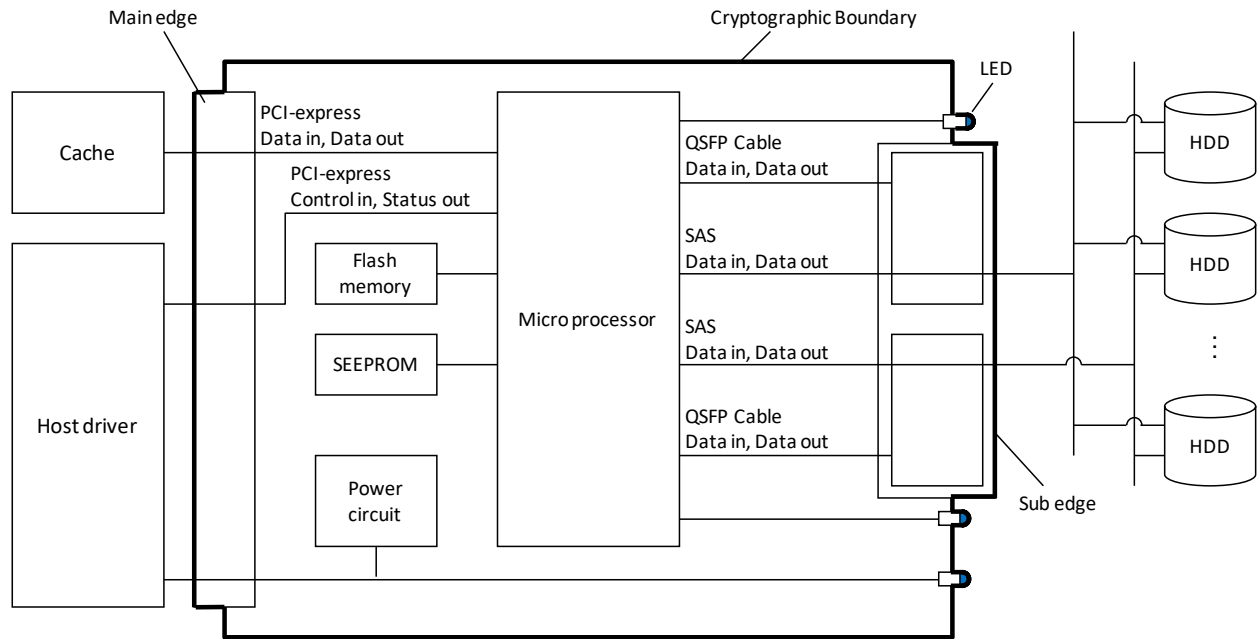 Main edge
Cryptographic Boundary
LED
Cache
PCI-express
Data in, Data out
PCI-express
Control in, Status out
Flash
memory
SEEPROM
Host driver
Power
circuit
Micro processor
QSFP Cable
Data in, Data out
SAS
Data in, Data out
SAS
Data in, Data out
QSFP Cable
Data in, Data out
Sub edge
HDD
HDD
⋮
HDD